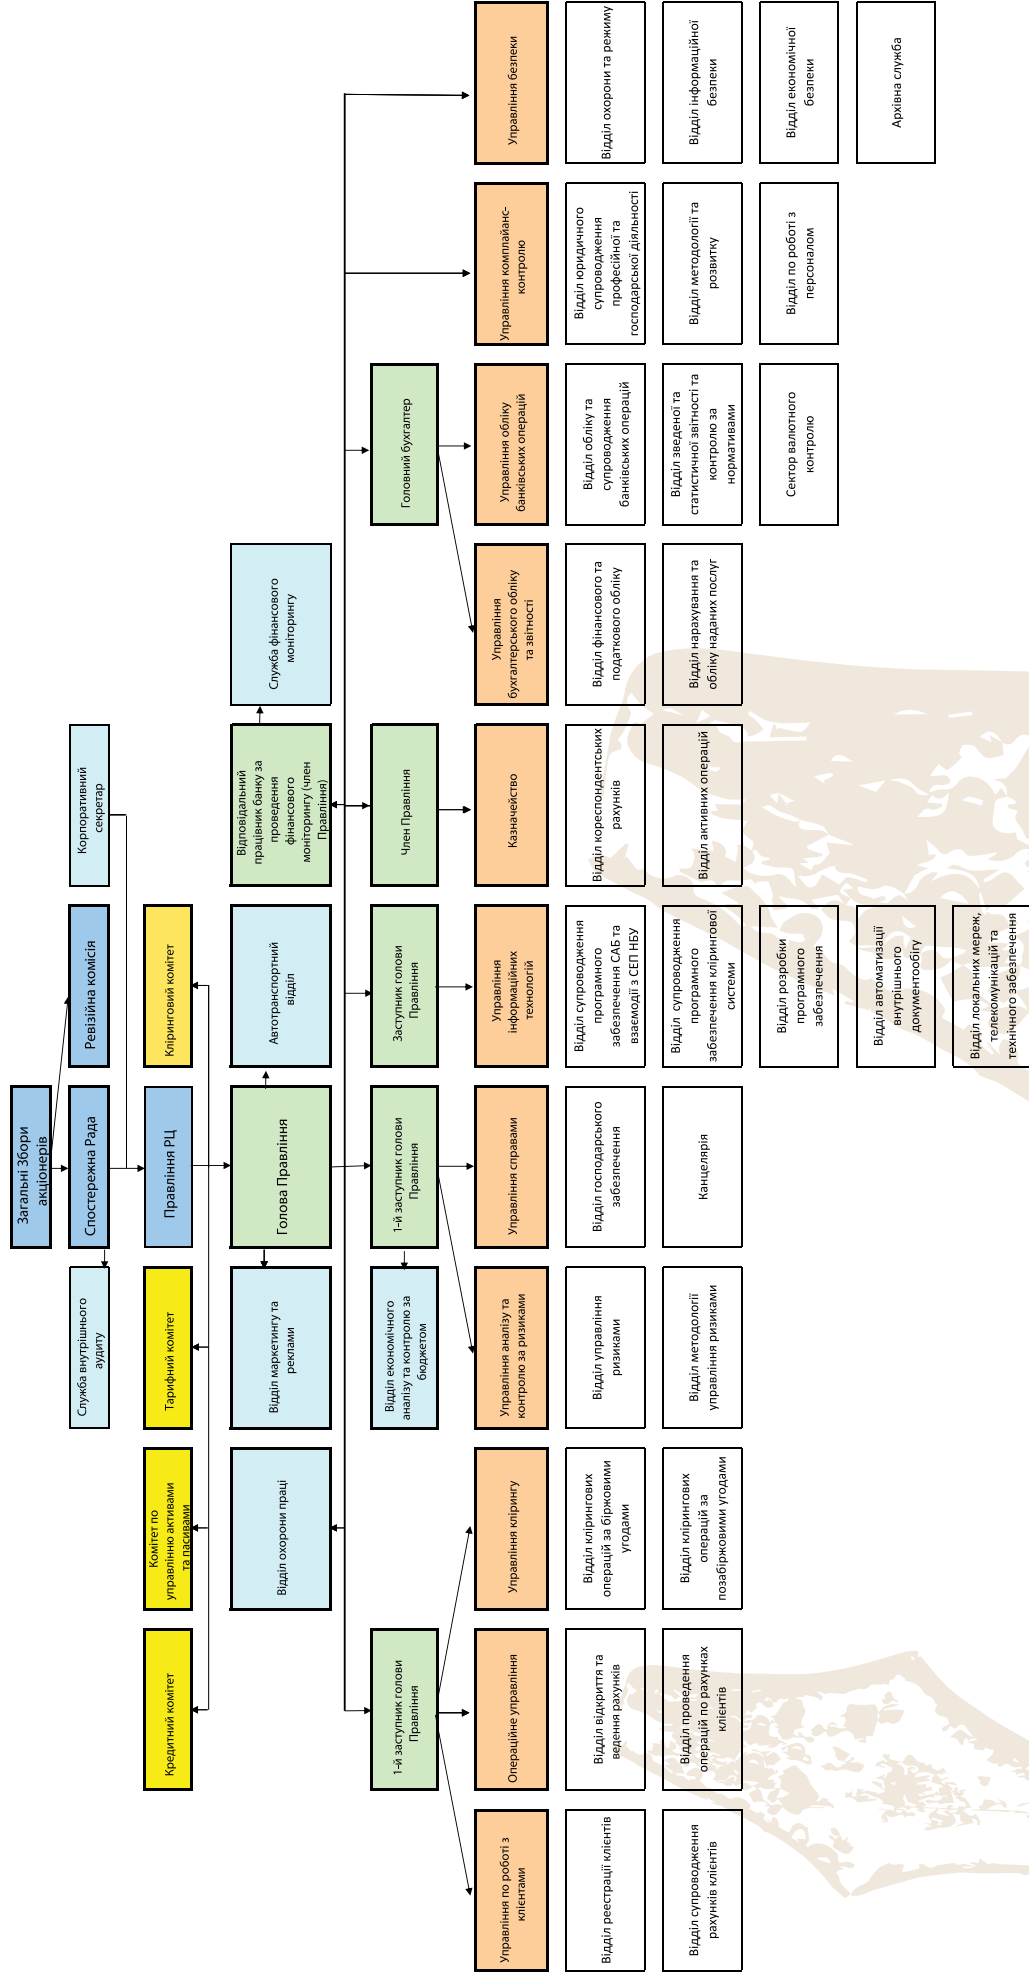 Загальні Збори
акціонерів
Служба внутрішнього
аудиту
Спостережна Рада
Ревізійна комісія
Корпоративний
секретар
Кредитний комітет
Комітет по
управлінню активами
та пасивами
Тарифний комітет
Правління РЦ
Кліринговий комітет
Відділ охорони праці
Відділ маркетингу та
реклами
Голова Правління
Автотранспортний
відділ
Відповідальний
працівник банку за
проведення
фінансового
моніторингу (член
Правління)
Служба фінансового
моніторингу
1-й заступник голови
Правління
Відділ економічного
аналізу та контролю за
бюджетом
1-й заступник голови
Правління
Заступник голови
Правління
Член Правління
Головний бухгалтер
Управління по роботі з
клієнтами
Операційне управління
Управління клірингу
Управління аналізу та
контролю за ризиками
Управління справами
Управління
інформаційних
технологій
Казначейство
Управління
бухгалтерського обліку
та звітності
Управління обліку
банківських операцій
Управління комплайанс-
контролю
Управління безпеки
Відділ реестрації клієнтів
Відділ відкриття та
ведення рахунків
Відділ клірингових
операцій за біржовими
угодами
Відділ управління
ризиками
Відділ господарського
забезпечення
Відділ супроводження
програмного
забезпечення САБ та
взаємодії з СЕП НБУ
Відділ кореспондентських
рахунків
Відділ фінансового та
податкового обліку
Відділ обліку та
супроводження
банківських операцій
Відділ юридичного
супроводження
професійної та
господарської діяльності
Відділ охорони та режиму
Відділ супроводження
рахунків клієнтів
Відділ проведення
операцій по рахунках
клієнтів
Відділ клірингових
операцій за
позабіржовими угодами
Відділ методології
управління ризиками
Канцелярія
Відділ супроводження
програмного
забезпечення клірингової
системи
Відділ активних операцій
Відділ нарахування та
обліку наданих послуг
Відділ зведеної та
статистичної звітності та
контролю за
нормативами
Відділ методології та
розвитку
Відділ інформаційної
безпеки
Відділ розробки
програмного
забезпечення
Сектор валютного
контролю
Відділ по роботі з
персоналом
Відділ економічної
безпеки
Відділ автоматизації
внутрішнього
документообігу
Архівна служба
Відділ локальних мереж,
телекомунікацій та
технічного забезпечення